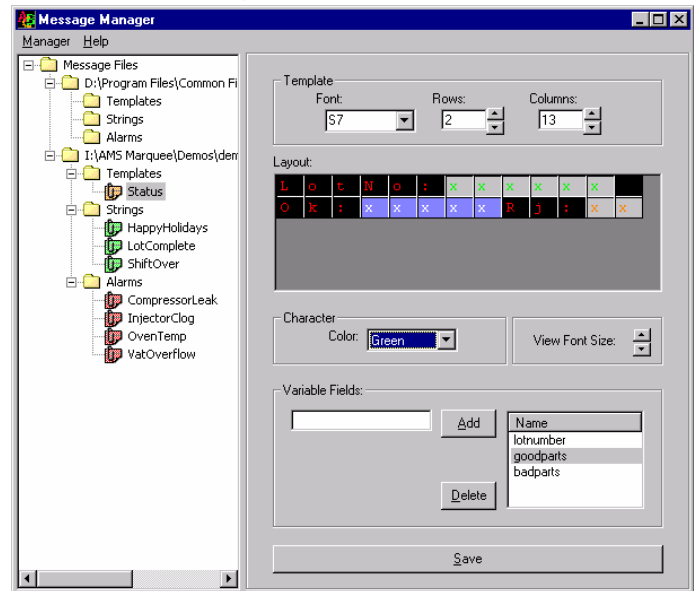 Message Manager
Manager Help
Message Files
D:\Program Files\Common Fi
Templates
Strings
Alarms
I:\AMS Marquee\Demos\den
Templates
Status
Strings
HappyHolidays
LotComplete
ShiftOver
Alarms
CompressorLeak
InjectorClog
OvenTemp
VatOverflow
Template
Font: Rows: Columns:
S7 2 13
Layout:
L o t N o : x x x x x x
O k : x x x x x R j : x x
Character
Color: Green
View Font Size:
Variable Fields:
Add
Delete
Name
lotnumber
goodparts
badparts
Save